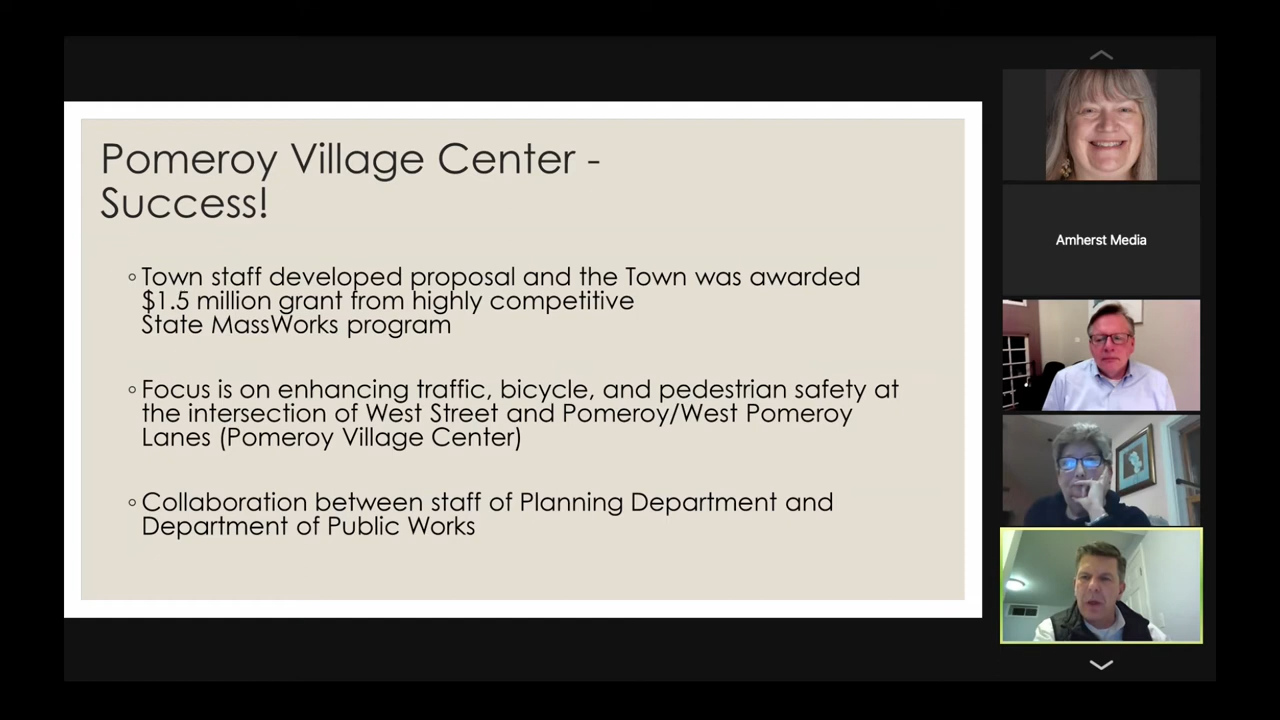 Pomeroy Village Center -
Success!
◦ Town staff developed proposal and the Town was awarded
$1.5 million grant from highly competitive
State MassWorks program
◦ Focus is on enhancing traffic, bicycle, and pedestrian safety at
the intersection of West Street and Pomeroy/West Pomeroy
Lanes (Pomeroy Village Center)
◦ Collaboration between staff of Planning Department and
Department of Public Works
Amherst Media